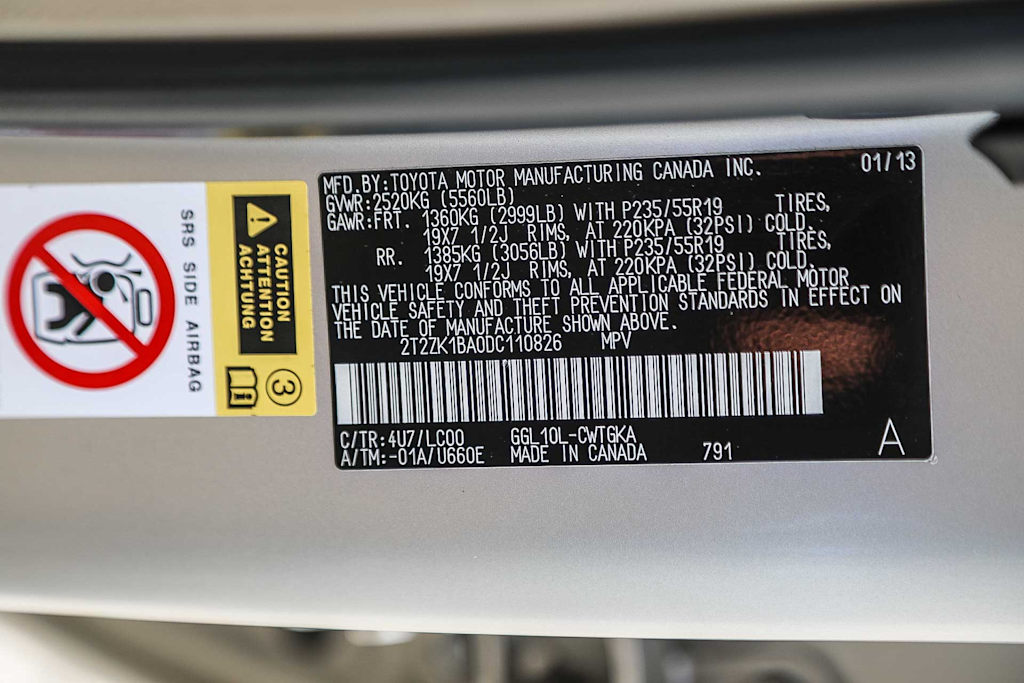 MFD.BY:TOYOTA MOTOR MANUFACTURING CANADA INC. 01/13
GVWR:2520KG (5560LB)
GAWR:FRT. 1360KG (2999LB) WITH P235/55R19 TIRES,
19X7 1/2J RIMS, AT 220KPA (32PSI) COLD.
RR. 1385KG (3056LB) WITH P235/55R19 TIRES,
19X7 1/2J RIMS, AT 220KPA (32PSI) COLD.
THIS VEHICLE CONFORMS TO ALL APPLICABLE FEDERAL MOTOR
VEHICLE SAFETY AND THEFT PREVENTION STANDARDS IN EFFECT ON
THE DATE OF MANUFACTURE SHOWN ABOVE.
2T2ZK1BA0DC110826 MPV
C/TR:4U7/LC00 GGL10L-CWTGKA
A/TM:-01A/U660E MADE IN CANADA 791 A
SRS SIDE AIRBAG
CAUTION
ATTENTION
ACHTUNG
3